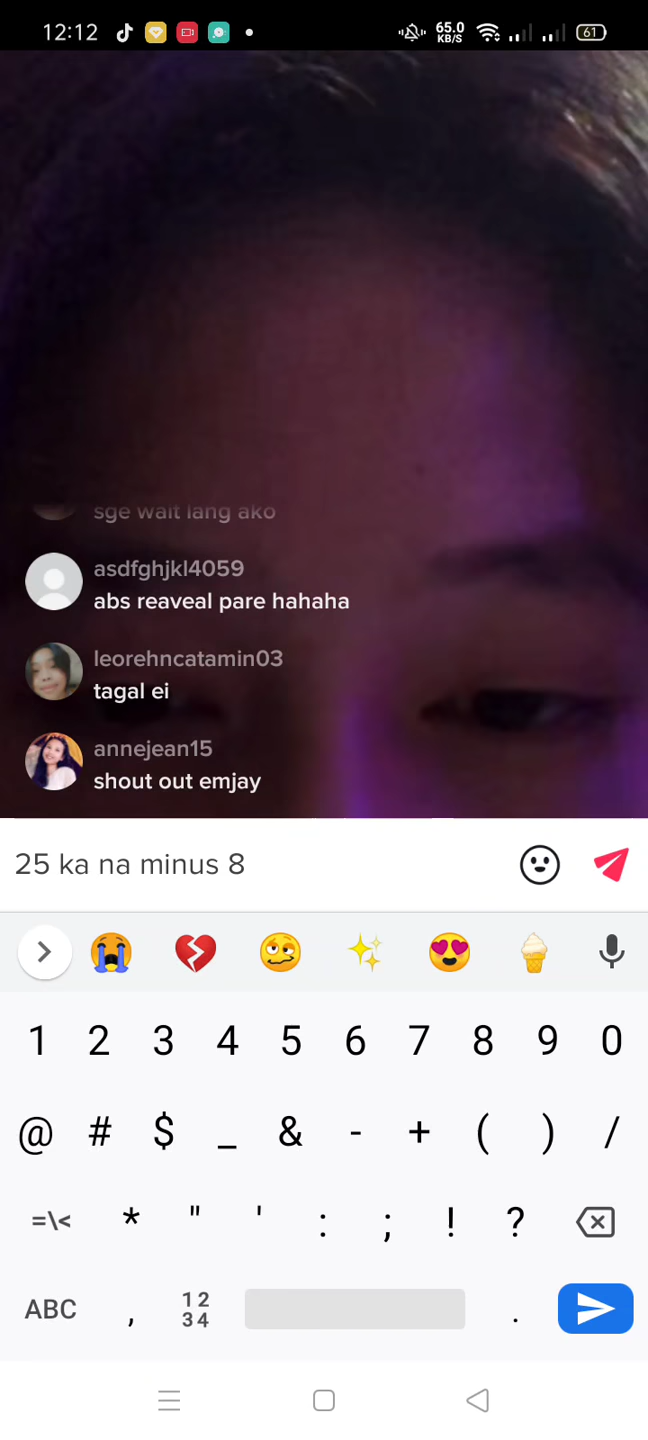 12:12
65.0
KB/S
61
sge wait lang ako
asdfghjkl4059
abs reaveal pare hahaha
leorehncatamin03
tagal ei
annejean15
shout out emjay
25 ka na minus 8
1 2 3 4 5 6 7 8 9 0
@ # $ _ & - + ( ) /
=\< * " ' : ; ! ?
ABC , 12 34 .